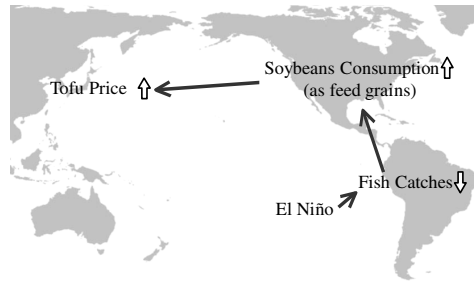 Soybeans Consumption
(as feed grains)
Tofu Price
Fish Catches
El Niño